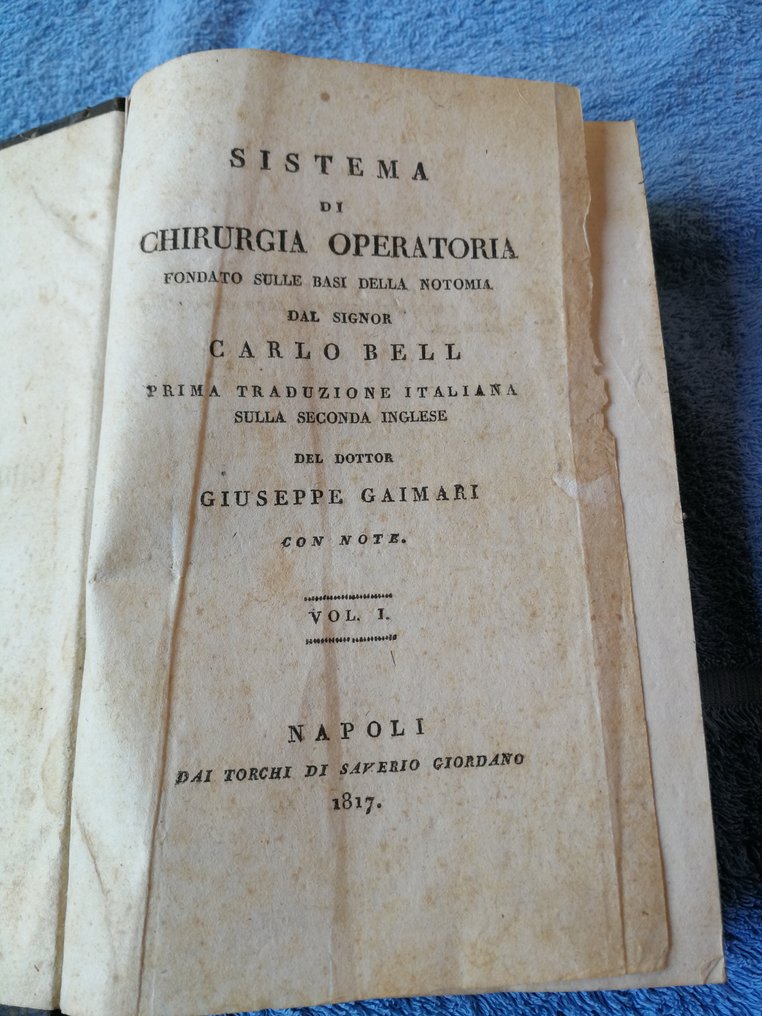 SISTEMA
DI
CHIRURGIA OPERATORIA
FONDATO SULLE BASI DELLA NOTOMIA
DAL SIGNOR
CARLO BELL
PRIMA TRADUZIONE ITALIANA
SULLA SECONDA INGLESE
DEL DOTTOR
GIUSEPPE GAIMARI
CON NOTE.
VOL. I.
NAPOLI
DAI TORCHI DI SAVERIO GIORDANO
1817.